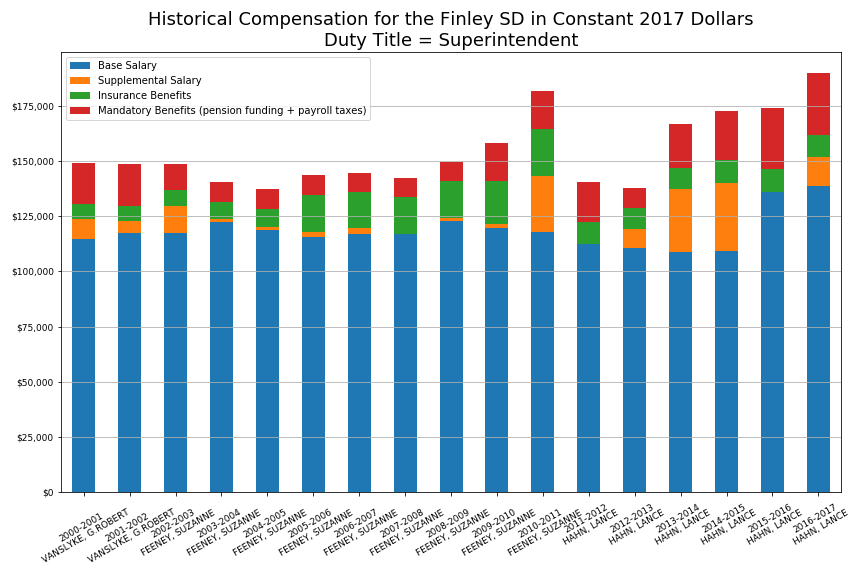 Historical Compensation for the Finley SD in Constant 2017 Dollars
Duty Title = Superintendent
Base Salary
Supplemental Salary
Insurance Benefits
Mandatory Benefits (pension funding + payroll taxes)
$175,000
$150,000
$125,000
$100,000
$75,000
$50,000
$25,000
$0
2000-2001
VANSLYKE, G.ROBERT
2001-2002
VANSLYKE, G.ROBERT
2002-2003
FEENEY, SUZANNE
2003-2004
FEENEY, SUZANNE
2004-2005
FEENEY, SUZANNE
2005-2006
FEENEY, SUZANNE
2006-2007
FEENEY, SUZANNE
2007-2008
FEENEY, SUZANNE
2008-2009
FEENEY, SUZANNE
2009-2010
FEENEY, SUZANNE
2010-2011
FEENEY, SUZANNE
2011-2012
HAHN, LANCE
2012-2013
HAHN, LANCE
2013-2014
HAHN, LANCE
2014-2015
HAHN, LANCE
2015-2016
HAHN, LANCE
2016-2017
HAHN, LANCE